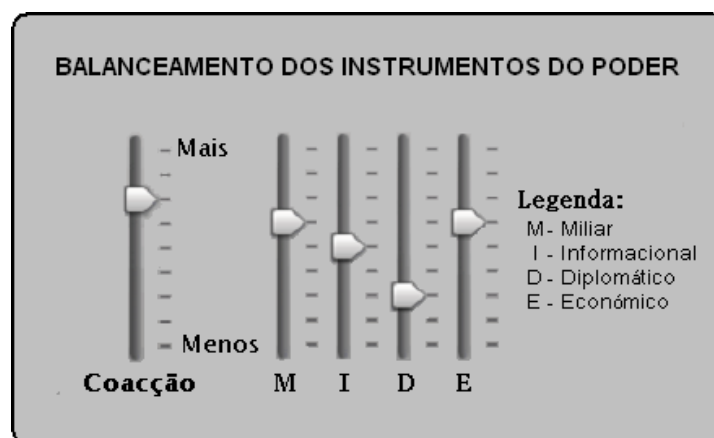 BALANCEAMENTO DOS INSTRUMENTOS DO PODER
Mais
Menos
Coacção
M I D E
Legenda:
M - Miliar
I - Informacional
D - Diplomático
E - Económico